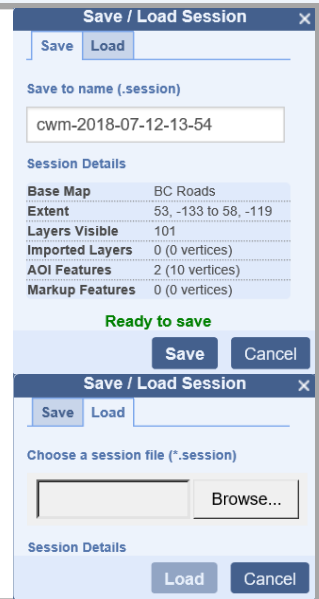 Save / Load Session ×
Save Load
Save to name (.session)
cwm-2018-07-12-13-54
Session Details
Base Map BC Roads
Extent 53, -133 to 58, -119
Layers Visible 101
Imported Layers 0 (0 vertices)
AOI Features 2 (10 vertices)
Markup Features 0 (0 vertices)
Ready to save
Save Cancel
Save / Load Session ×
Save Load
Choose a session file (*.session)
Browse...
Session Details
Load Cancel